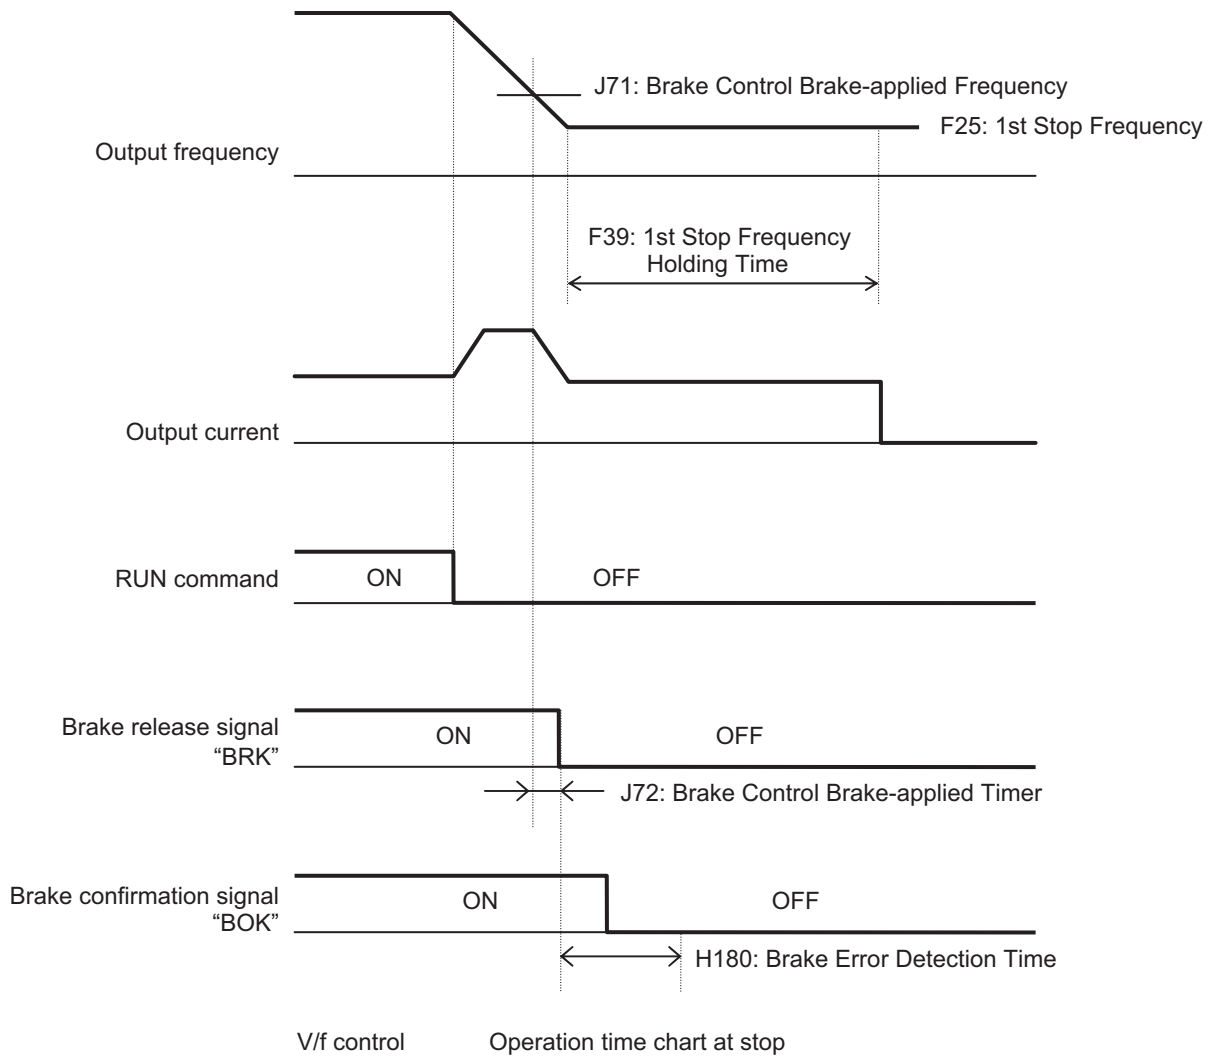 J71: Brake Control Brake-applied Frequency
F25: 1st Stop Frequency
Output frequency
F39: 1st Stop Frequency
Holding Time
Output current
RUN command
ON
OFF
Brake release signal
“BRK”
ON
OFF
J72: Brake Control Brake-applied Timer
Brake confirmation signal
“BOK”
ON
OFF
H180: Brake Error Detection Time
V/f control Operation time chart at stop